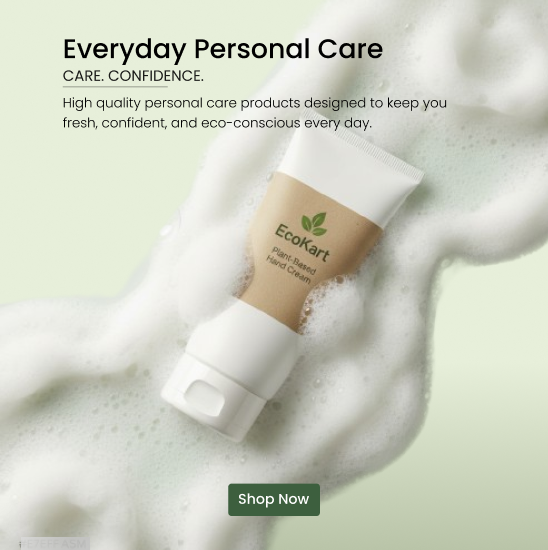 Everyday Personal Care
CARE. CONFIDENCE.
High quality personal care products designed to keep you
fresh, confident, and eco-conscious every day.
EcoKart
Plant-Based
Hand Cream
Shop Now